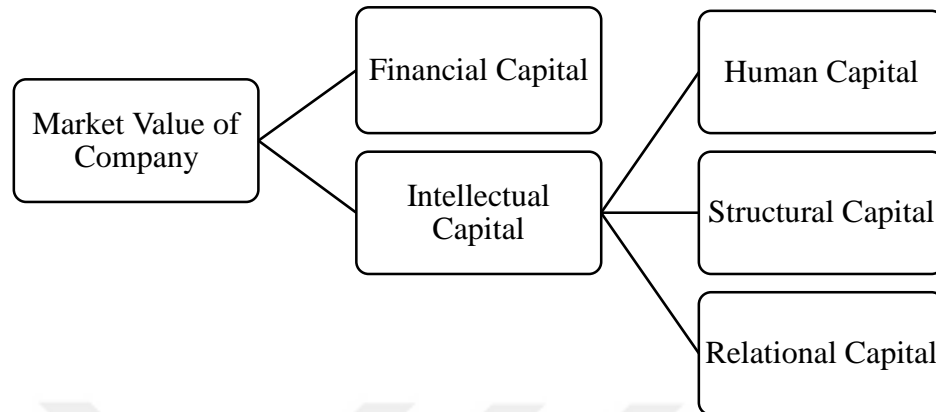 Market Value of
Company
Financial Capital
Intellectual
Capital
Human Capital
Structural Capital
Relational Capital